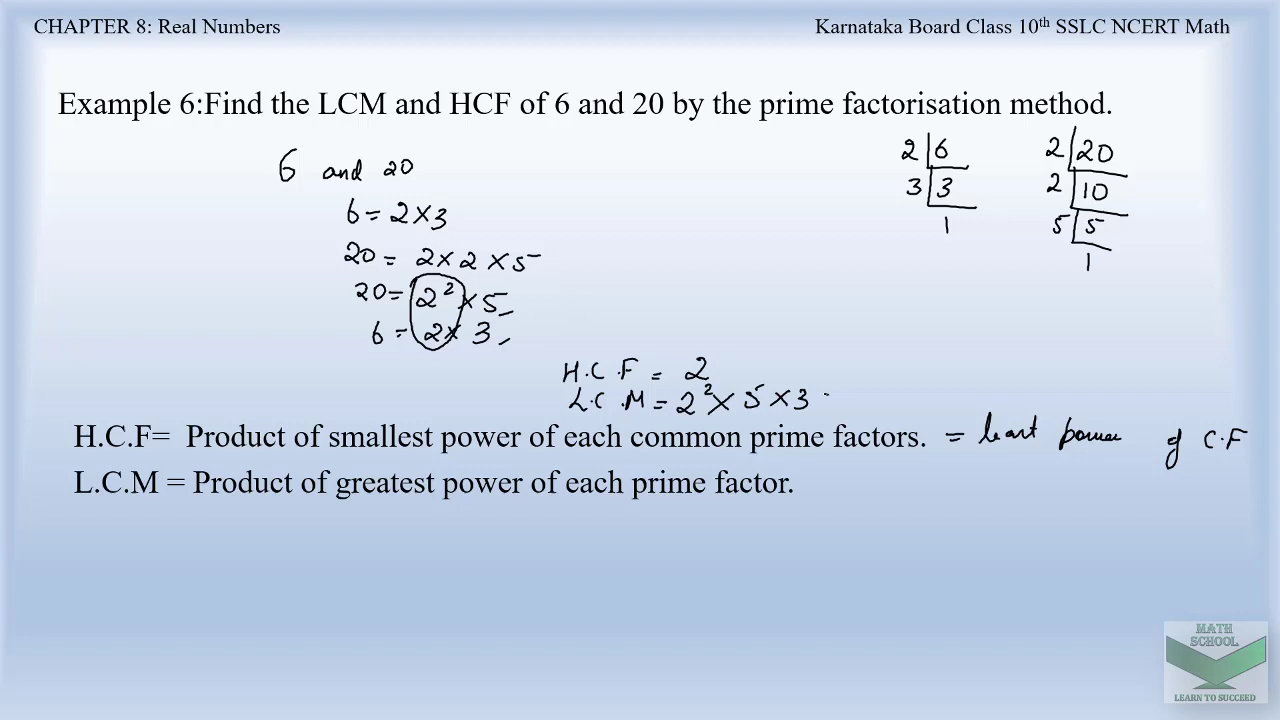 CHAPTER 8: Real Numbers
Karnataka Board Class 10th SSLC NCERT Math
Example 6:Find the LCM and HCF of 6 and 20 by the prime factorisation method.
6 and 20
6 = 2 × 3
20 = 2 × 2 × 5
20 = 2² × 5
6 = 2 × 3
2 6
3 3
1
2 20
2 10
5 5
1
H.C.F = 2
L.C.M = 2² × 5 × 3
H.C.F= Product of smallest power of each common prime factors. = least power of C.F
L.C.M = Product of greatest power of each prime factor.
MATH
SCHOOL
LEARN TO SUCCEED